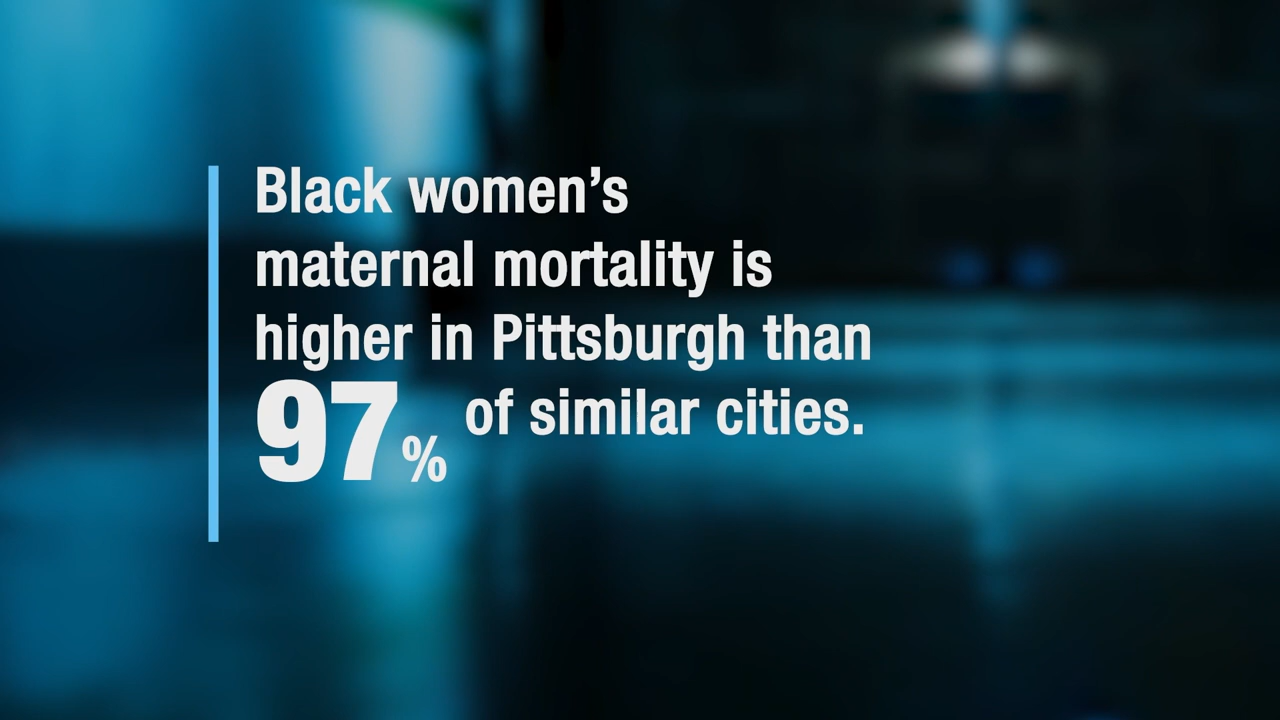 Black women’s
maternal mortality is
higher in Pittsburgh than
97% of similar cities.